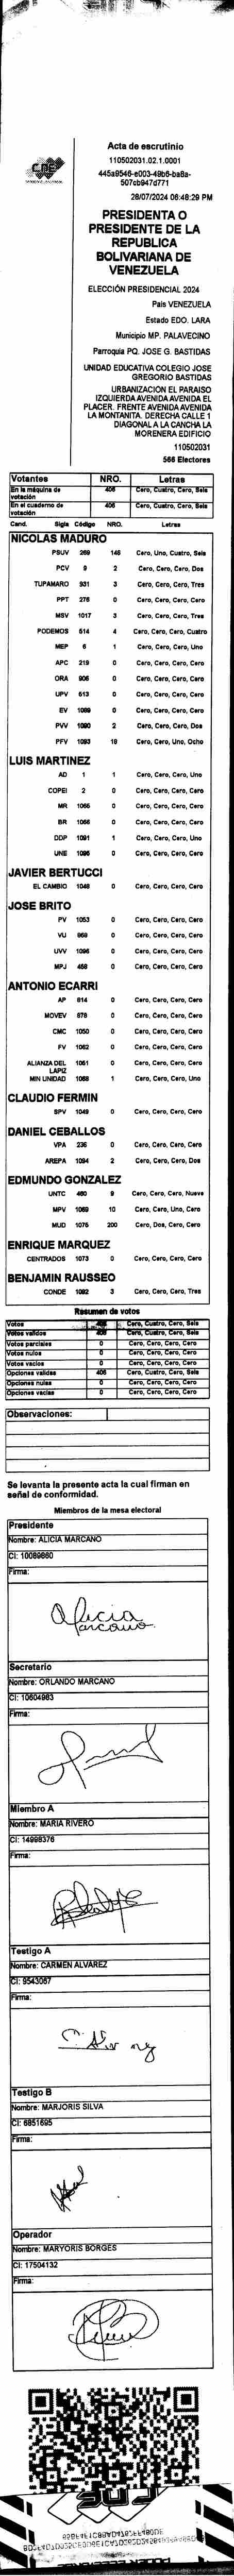 CNE
Acta de escrutinio
110502031.02.1.0001
445a9546-e003-49b6-ba8a-
507cb947d771
28/07/2024 06:48:29 PM
PRESIDENTA O
PRESIDENTE DE LA
REPUBLICA
BOLIVARIANA DE
VENEZUELA
ELECCIÓN PRESIDENCIAL 2024
País VENEZUELA
Estado EDO. LARA
Municipio MP. PALAVECINO
Parroquia PQ. JOSE G. BASTIDAS
UNIDAD EDUCATIVA COLEGIO JOSE
GREGORIO BASTIDAS
URBANIZACION EL PARAISO
IZQUIERDA AVENIDA AVENIDA EL
PLACER. FRENTE AVENIDA AVENIDA
LA MONTANITA. DERECHA CALLE 1
DIAGONAL A LA CANCHA LA
MORENERA EDIFICIO
110502031
566 Electores
Votantes NRO. Letras
En la máquina de votación 406 Cero, Cuatro, Cero, Seis
En el cuaderno de votación 406 Cero, Cuatro, Cero, Seis
Cand. Sigla Código NRO. Letras
NICOLAS MADURO
PSUV 269 146 Cero, Uno, Cuatro, Seis
PCV 9 2 Cero, Cero, Cero, Dos
TUPAMARO 931 3 Cero, Cero, Cero, Tres
PPT 276 0 Cero, Cero, Cero, Cero
MSV 1017 3 Cero, Cero, Cero, Tres
PODEMOS 514 4 Cero, Cero, Cero, Cuatro
MEP 6 1 Cero, Cero, Cero, Uno
APC 219 0 Cero, Cero, Cero, Cero
ORA 906 0 Cero, Cero, Cero, Cero
UPV 613 0 Cero, Cero, Cero, Cero
EV 1089 0 Cero, Cero, Cero, Cero
PVV 1090 2 Cero, Cero, Cero, Dos
PFV 1093 18 Cero, Cero, Uno, Ocho
LUIS MARTINEZ
AD 1 1 Cero, Cero, Cero, Uno
COPEI 2 0 Cero, Cero, Cero, Cero
MR 1065 0 Cero, Cero, Cero, Cero
BR 1066 0 Cero, Cero, Cero, Cero
DDP 1091 1 Cero, Cero, Cero, Uno
UNE 1095 0 Cero, Cero, Cero, Cero
JAVIER BERTUCCI
EL CAMBIO 1048 0 Cero, Cero, Cero, Cero
JOSE BRITO
PV 1053 0 Cero, Cero, Cero, Cero
VU 869 0 Cero, Cero, Cero, Cero
UVV 1096 0 Cero, Cero, Cero, Cero
MPJ 468 0 Cero, Cero, Cero, Cero
ANTONIO ECARRI
AP 814 0 Cero, Cero, Cero, Cero
MOVEV 878 0 Cero, Cero, Cero, Cero
CMC 1050 0 Cero, Cero, Cero, Cero
FV 1062 0 Cero, Cero, Cero, Cero
ALIANZA DEL LAPIZ 1061 0 Cero, Cero, Cero, Cero
MIN UNIDAD 1068 1 Cero, Cero, Cero, Uno
CLAUDIO FERMIN
SPV 1049 0 Cero, Cero, Cero, Cero
DANIEL CEBALLOS
VPA 236 0 Cero, Cero, Cero, Cero
AREPA 1094 2 Cero, Cero, Cero, Dos
EDMUNDO GONZALEZ
UNTC 460 9 Cero, Cero, Cero, Nueve
MPV 1069 10 Cero, Cero, Uno, Cero
MUD 1075 200 Cero, Dos, Cero, Cero
ENRIQUE MARQUEZ
CENTRADOS 1073 0 Cero, Cero, Cero, Cero
BENJAMIN RAUSSEO
CONDE 1092 3 Cero, Cero, Cero, Tres
Resumen de votos
Votos 406 Cero, Cuatro, Cero, Seis
Votos validos 406 Cero, Cuatro, Cero, Seis
Votos parciales 0 Cero, Cero, Cero, Cero
Votos nulos 0 Cero, Cero, Cero, Cero
Votos vacios 0 Cero, Cero, Cero, Cero
Opciones validas 406 Cero, Cuatro, Cero, Seis
Opciones nulas 0 Cero, Cero, Cero, Cero
Opciones vacias 0 Cero, Cero, Cero, Cero
Observaciones:
Se levanta la presente acta la cual firman en
señal de conformidad.
Miembros de la mesa electoral
Presidente
Nombre: ALICIA MARCANO
CI: 10089860
Firma:
Alicia
Marcano
Secretario
Nombre: ORLANDO MARCANO
CI: 10604983
Firma:
Miembro A
Nombre: MARIA RIVERO
CI: 14998376
Firma:
Testigo A
Nombre: CARMEN ALVAREZ
CI: 9543087
Firma:
Testigo B
Nombre: MARJORIS SILVA
CI: 6851695
Firma:
Operador
Nombre: MARYORIS BORGES
CI: 17504132
Firma: